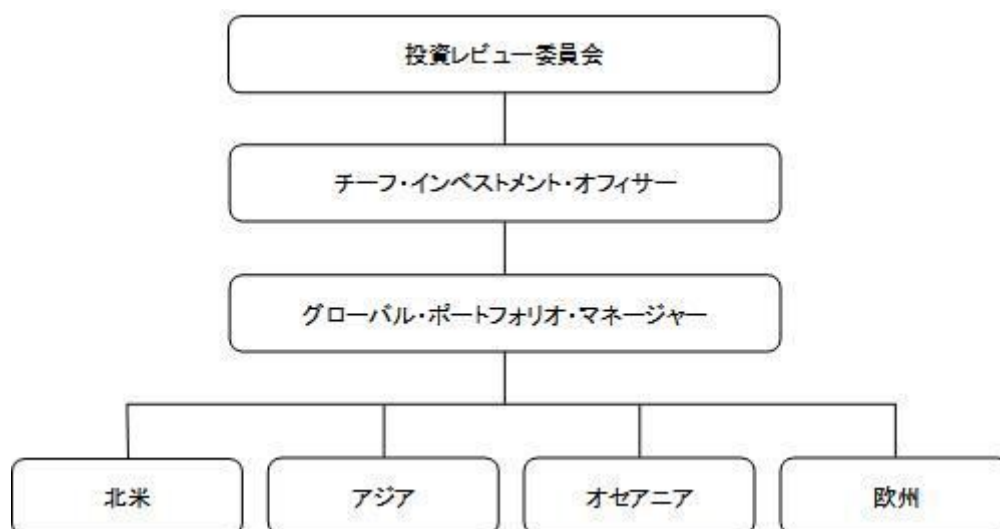 投資レビュー委員会
チーフ・インベストメント・オフィサー
グローバル・ポートフォリオ・マネージャー
北米
アジア
オセアニア
欧州